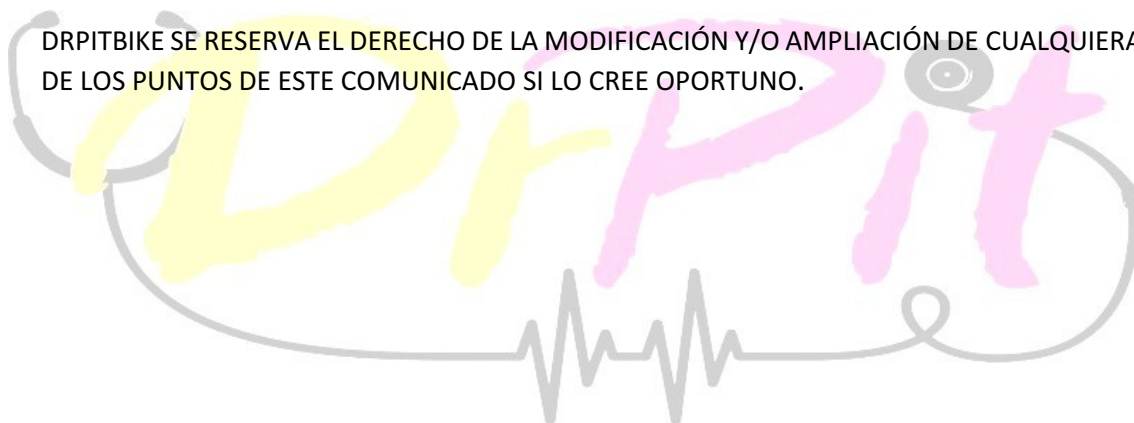 DRPITBIKE SE RESERVA EL DERECHO DE LA MODIFICACIÓN Y/O AMPLIACIÓN DE CUALQUIERA
DE LOS PUNTOS DE ESTE COMUNICADO SI LO CREE OPORTUNO.
DrPit